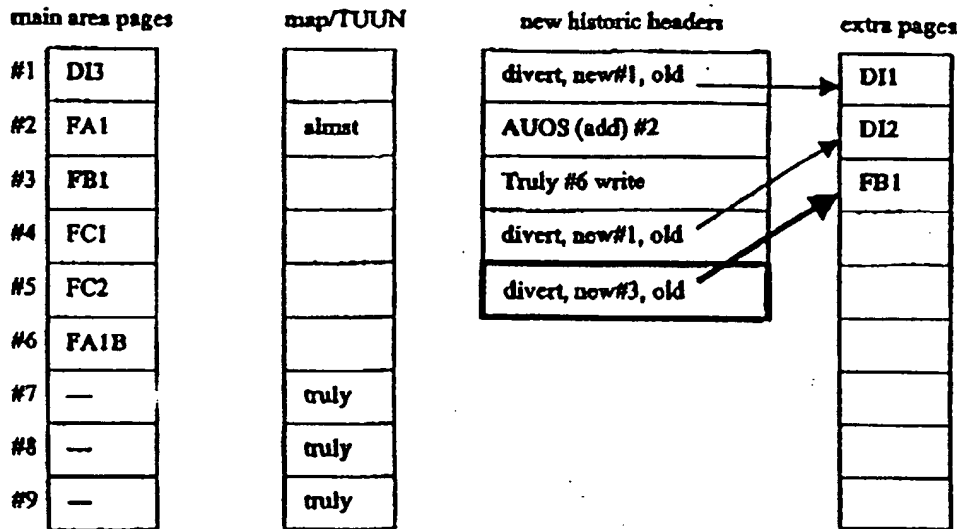 main area pages map/TUUN new historic headers extra pages
#1 DI3 divert, new#1, old DI1
#2 FA1 almst AUOS (add) #2 DI2
#3 FB1 Truly #6 write FB1
#4 FC1 divert, new#1, old
#5 FC2 divert, new#3, old
#6 FA1B
#7 — truly
#8 — truly
#9 — truly